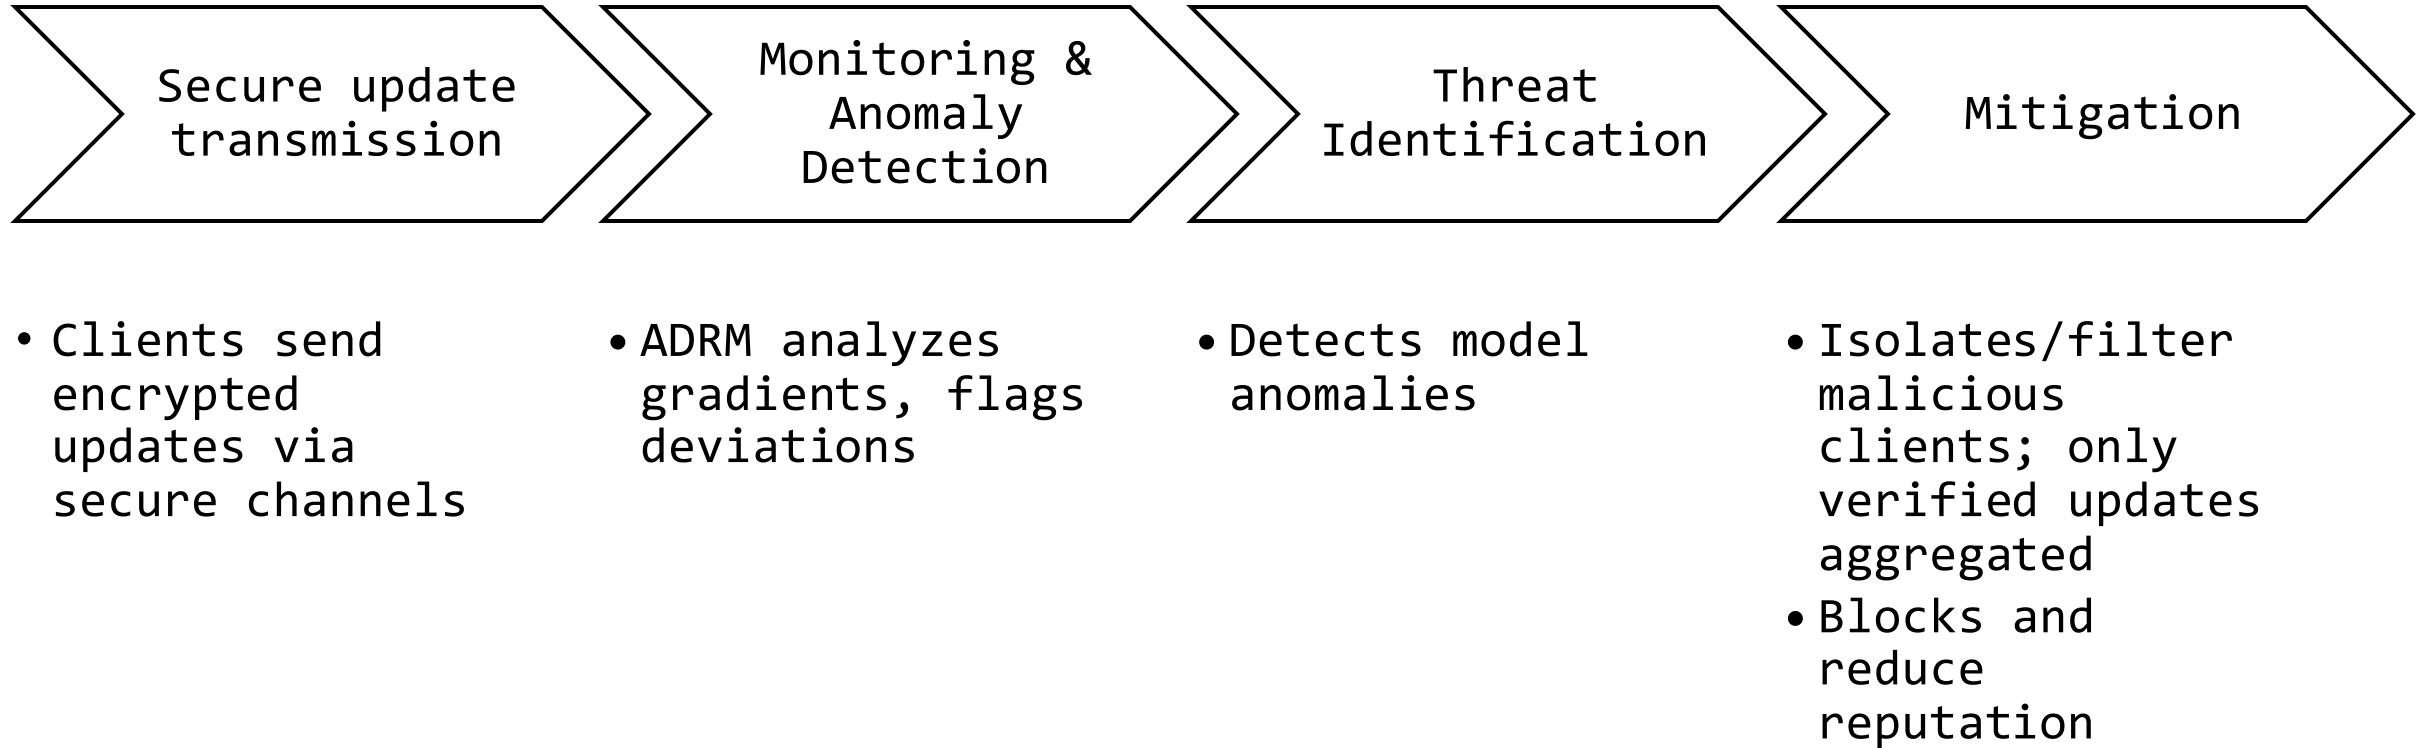 Secure update
transmission
Monitoring &
Anomaly
Detection
Threat
Identification
Mitigation
• Clients send
encrypted
updates via
secure channels
• ADRM analyzes
gradients, flags
deviations
• Detects model
anomalies
• Isolates/filter
malicious
clients; only
verified updates
aggregated
• Blocks and
reduce
reputation